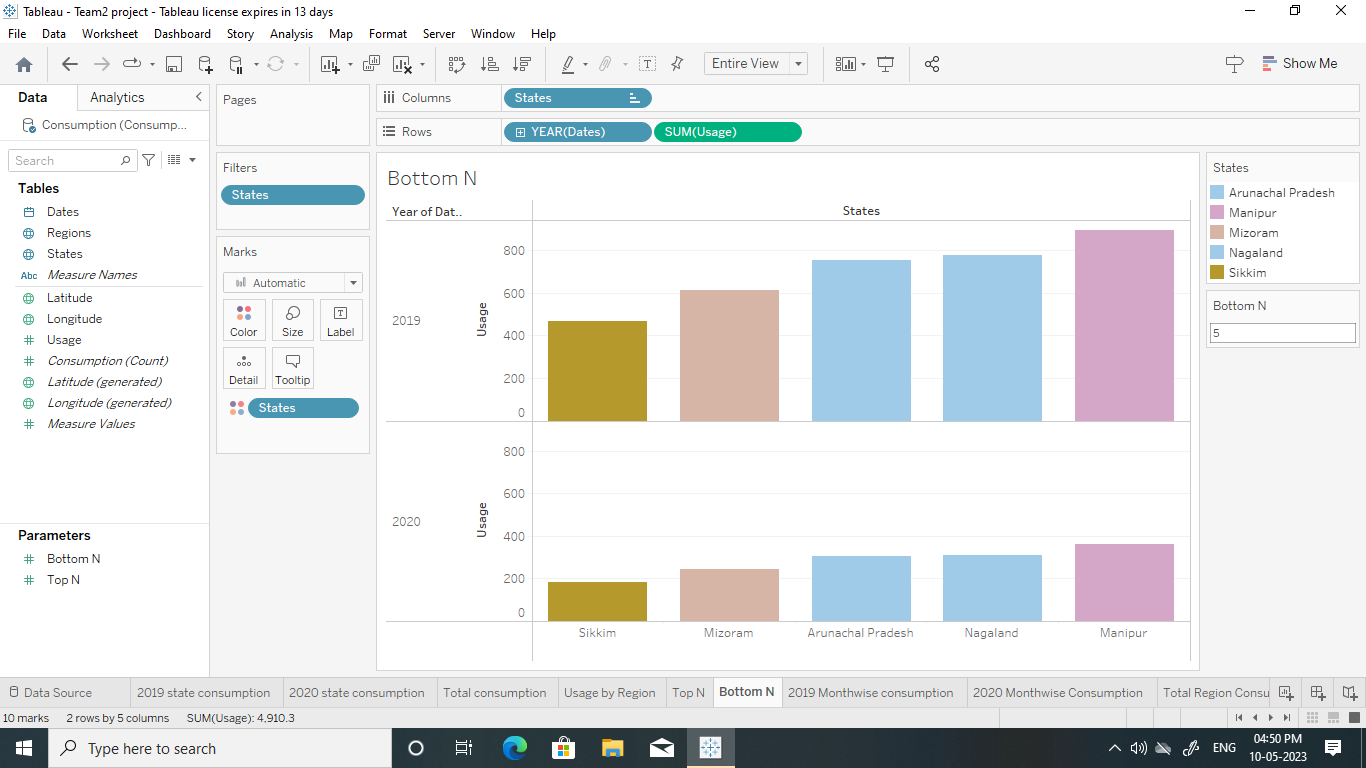 Tableau - Team2 project - Tableau license expires in 13 days
File Data Worksheet Dashboard Story Analysis Map Format Server Window Help
Entire View
Show Me
Data Analytics
Consumption (Consump...
Search
Tables
Dates
Regions
States
Abc Measure Names
Latitude
Longitude
Usage
Consumption (Count)
Latitude (generated)
Longitude (generated)
Measure Values
Parameters
Bottom N
Top N
Pages
Filters
States
Marks
Automatic
Color Size Label
Detail Tooltip
States
Columns States
Rows YEAR(Dates) SUM(Usage)
Bottom N
Year of Dat..
States
2019
Usage
800
600
400
200
0
2020
Usage
800
600
400
200
0
Sikkim Mizoram Arunachal Pradesh Nagaland Manipur
States
Arunachal Pradesh
Manipur
Mizoram
Nagaland
Sikkim
Bottom N
5
Data Source 2019 state consumption 2020 state consumption Total consumption Usage by Region Top N Bottom N 2019 Monthwise consumption 2020 Monthwise Consumption Total Region Consu
10 marks 2 rows by 5 columns SUM(Usage): 4,910.3
Type here to search
ENG
04:50 PM
10-05-2023